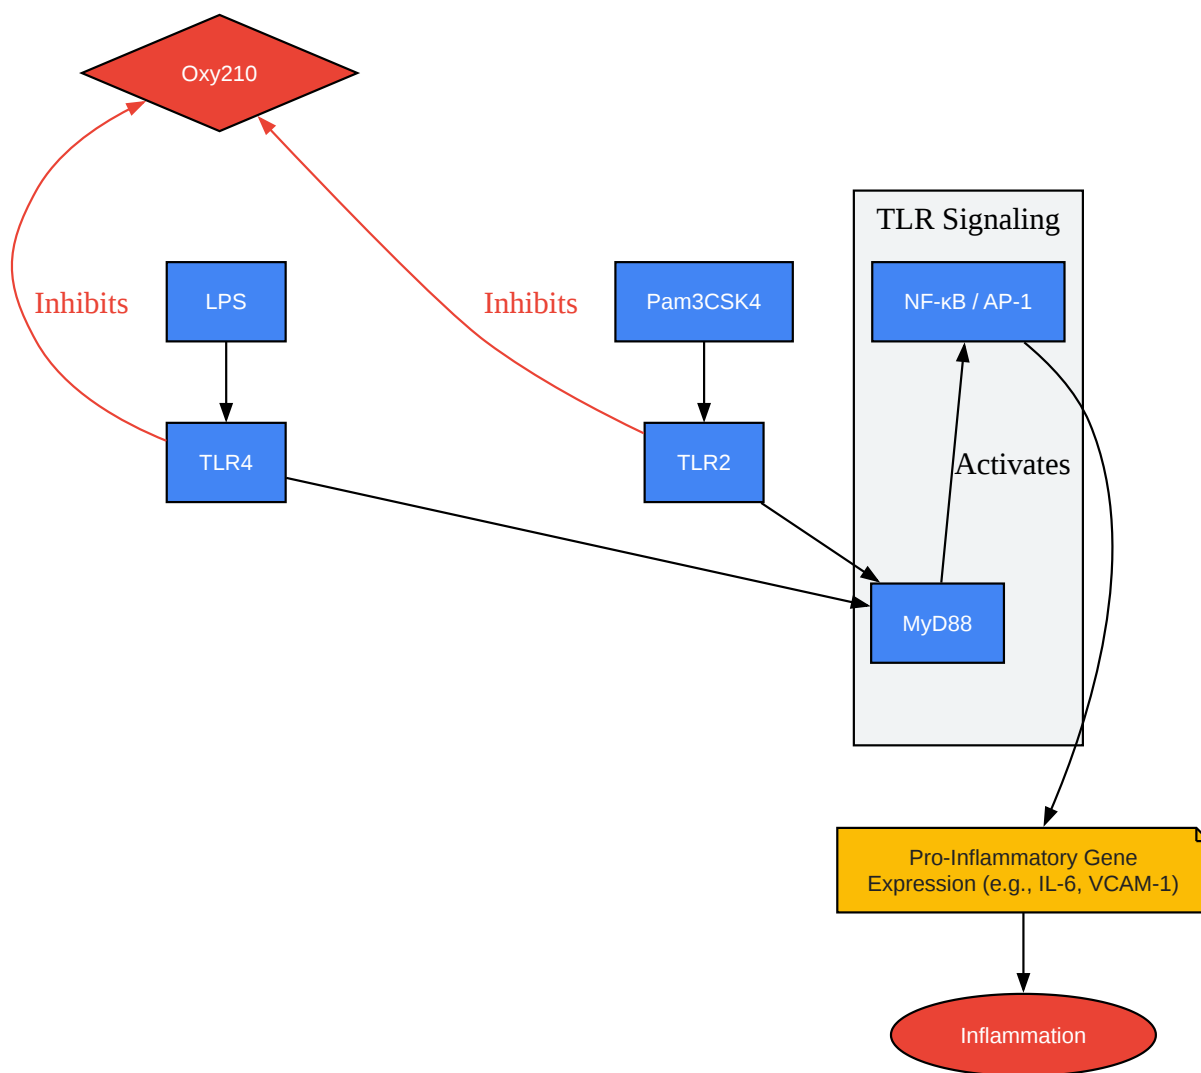 Oxy210
TLR Signaling
LPS
Pam3CSK4
NF-κB / AP-1
Inhibits
Inhibits
TLR4
TLR2
Activates
MyD88
Pro-Inflammatory Gene
Expression (e.g., IL-6, VCAM-1)
Inflammation